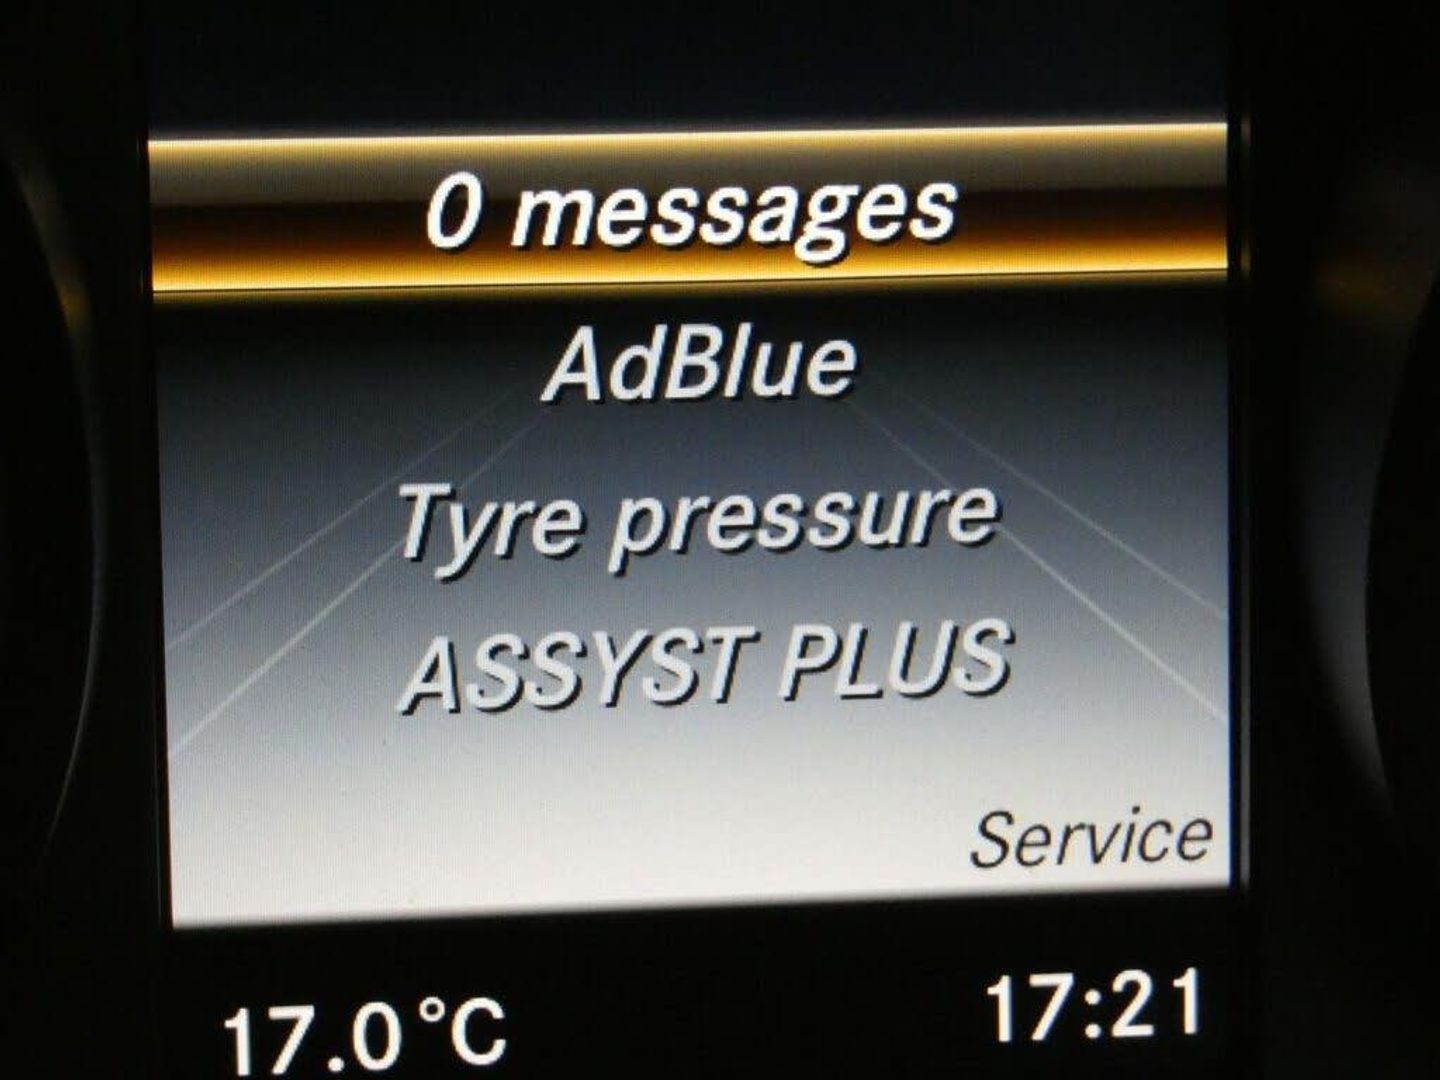 0 messages
AdBlue
Tyre pressure
ASSYST PLUS
Service
17.0°C 17:21